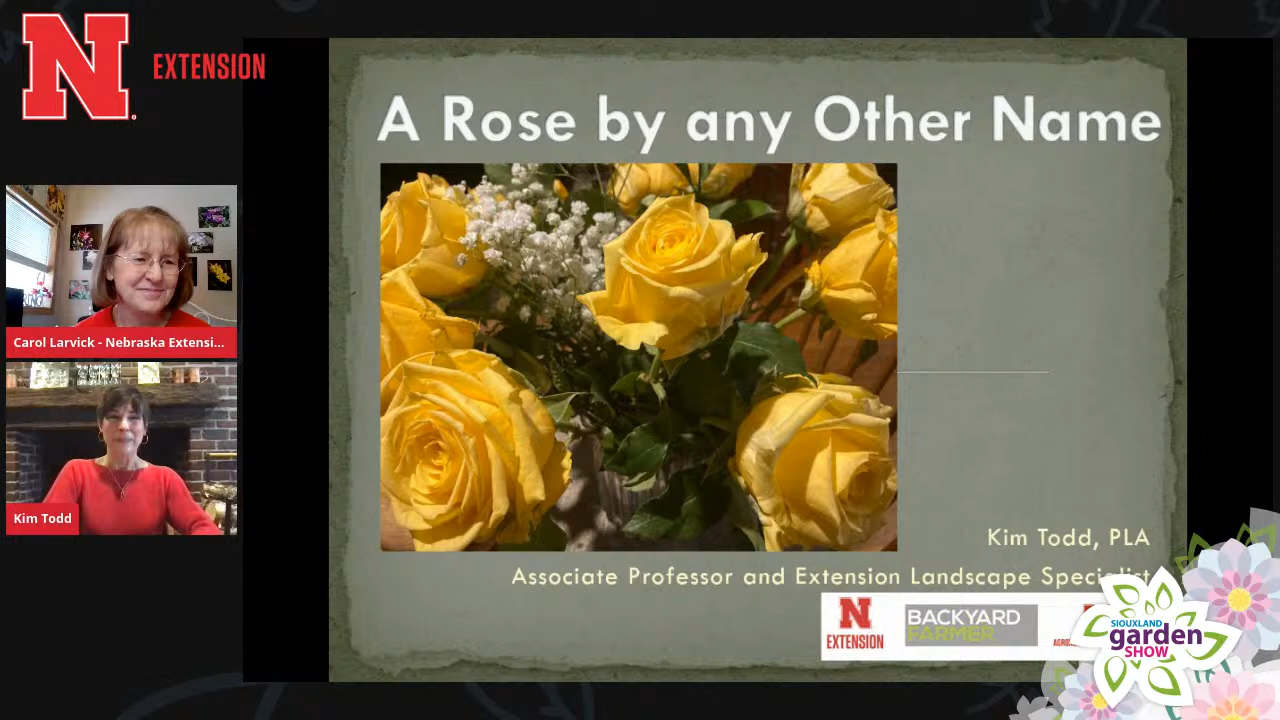 N
EXTENSION
A Rose by any Other Name
Carol Larvick - Nebraska Extensi...
Kim Todd
Kim Todd, PLA
Associate Professor and Extension Landscape Specialist
N
EXTENSION
BACKYARD
FARMER
SIOUXLAND
garden
SHOW